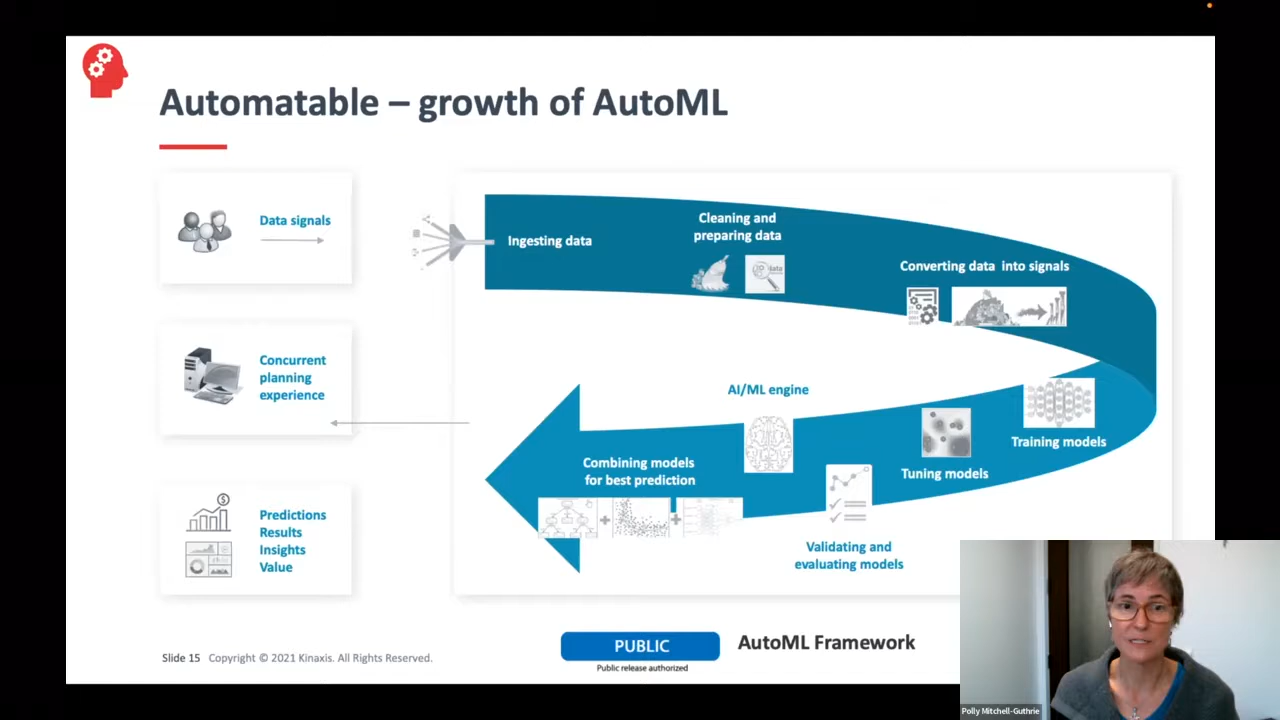 Automatable – growth of AutoML
Data signals
Concurrent
planning
experience
Predictions
Results
Insights
Value
Ingesting data
Cleaning and
preparing data
data
Converting data into signals
Training models
Tuning models
AI/ML engine
Validating and
evaluating models
Combining models
for best prediction
Slide 15 Copyright © 2021 Kinaxis. All Rights Reserved.
PUBLIC
Public release authorized
AutoML Framework
Polly Mitchell-Guthrie